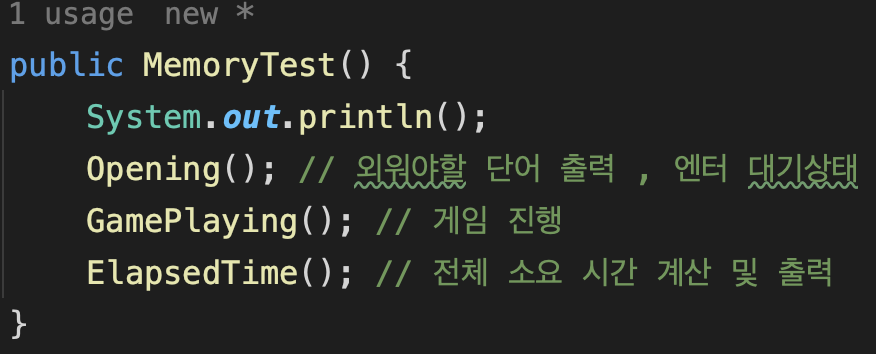 1 usage new *
public MemoryTest() {
System.out.println();
Opening(); // 외워야할 단어 출력 , 엔터 대기상태
GamePlaying(); // 게임 진행
ElapsedTime(); // 전체 소요 시간 계산 및 출력
}